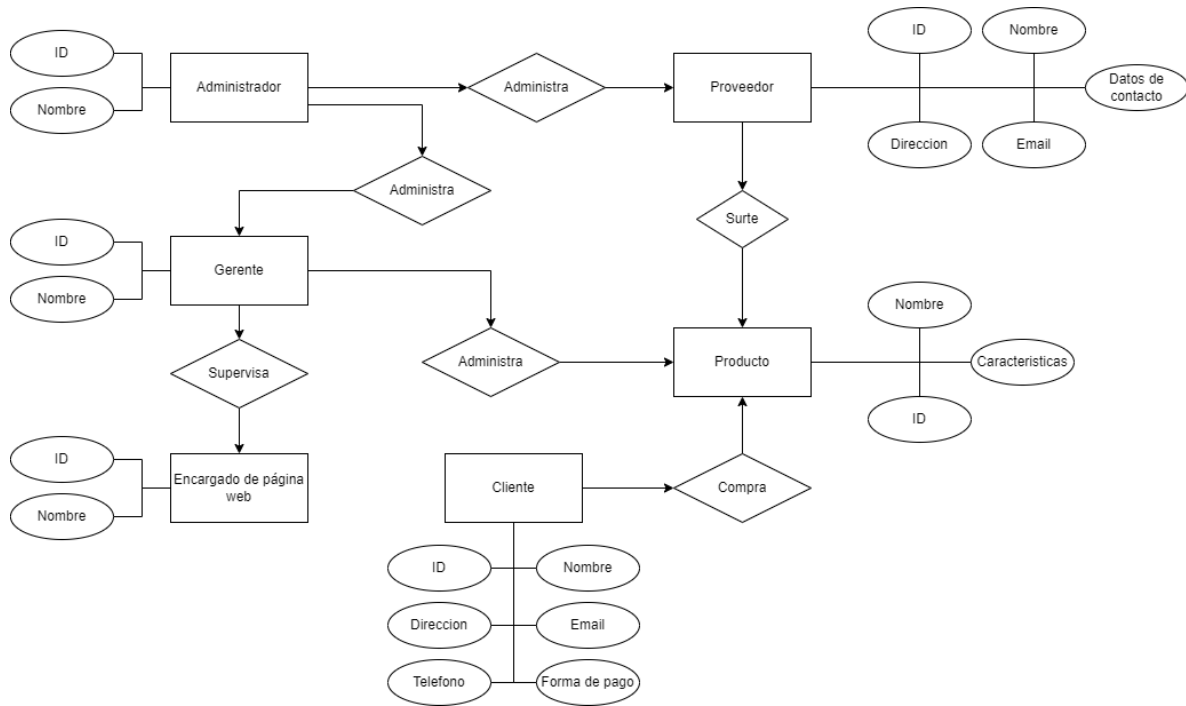 ID
Nombre
Administrador
Administra
Proveedor
ID
Nombre
Datos de
contacto
Direccion
Email
Administra
Surte
ID
Nombre
Gerente
Supervisa
Administra
Producto
Nombre
Caracteristicas
ID
ID
Nombre
Encargado de página
web
Cliente
Compra
ID
Nombre
Direccion
Email
Telefono
Forma de pago